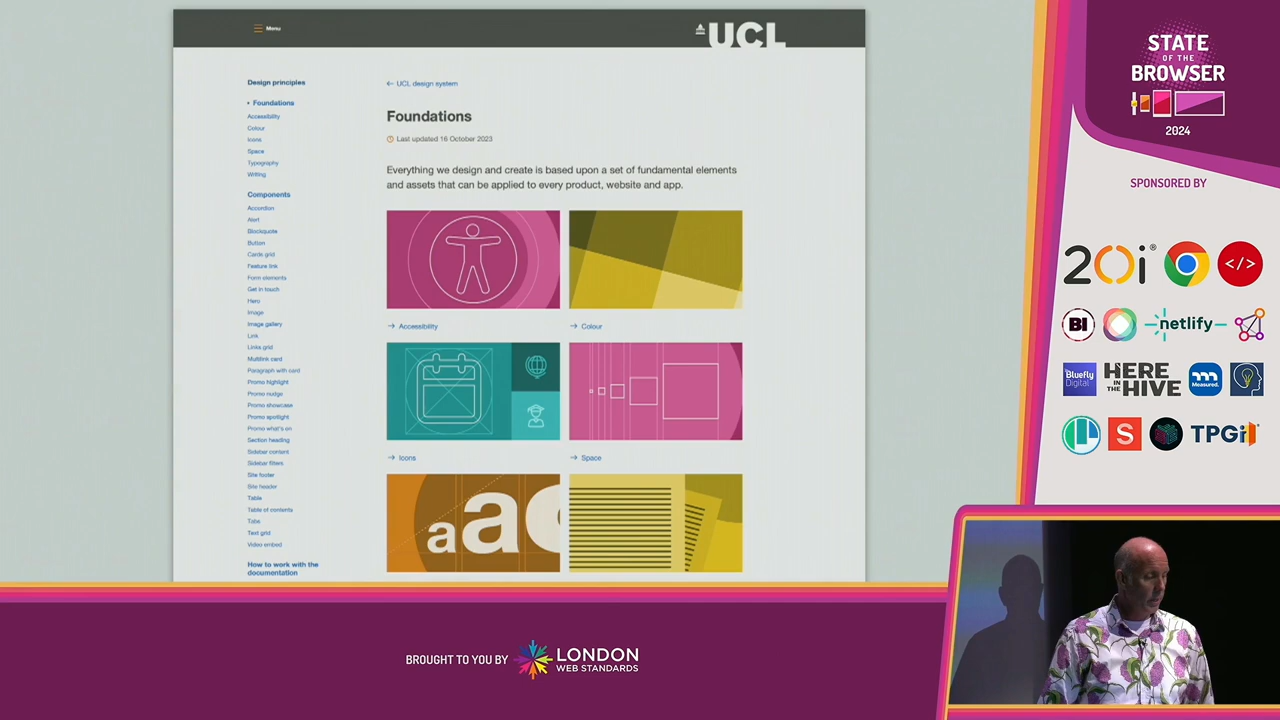 Menu
UCL
Design principles
Foundations
Accessibility
Colour
Icons
Space
Typography
Writing
Components
Accordion
Alert
Blockquote
Button
Cards grid
Feature link
Form elements
Get in touch
Hero
Image
Image gallery
Link
Links grid
Multilink card
Paragraph with card
Promo highlight
Promo nudge
Promo showcase
Promo spotlight
Promo what's on
Section heading
Sidebar content
Sidebar filters
Site footer
Site header
Table
Table of contents
Tabs
Text grid
Video embed
How to work with the
documentation
← UCL design system
Foundations
Last updated 16 October 2023
Everything we design and create is based upon a set of fundamental elements
and assets that can be applied to every product, website and app.
→ Accessibility
→ Colour
→ Icons
→ Space
aa
STATE
OF THE
BROWSER
2024
SPONSORED BY
2i®
</>
BI
netlify
Bluefly
Digital
HERE
IN THE
HIVE
Measured.
S
TPGi
BROUGHT TO YOU BY
LONDON
WEB STANDARDS